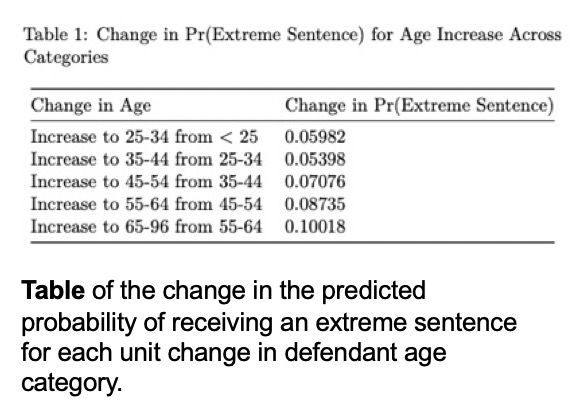 Table 1: Change in Pr(Extreme Sentence) for Age Increase Across
Categories
Change in Age Change in Pr(Extreme Sentence)
Increase to 25-34 from < 25 0.05982
Increase to 35-44 from 25-34 0.05398
Increase to 45-54 from 35-44 0.07076
Increase to 55-64 from 45-54 0.08735
Increase to 65-96 from 55-64 0.10018
Table of the change in the predicted
probability of receiving an extreme sentence
for each unit change in defendant age
category.